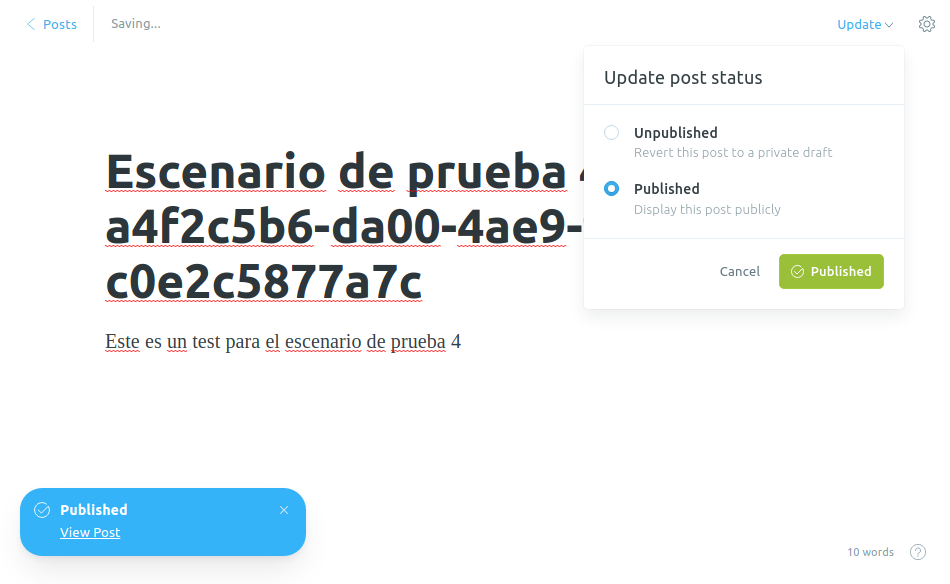 Posts
Saving...
Update
Update post status
Unpublished
Revert this post to a private draft
Published
Display this post publicly
Cancel
Published
Escenario de prueba
a4f2c5b6-da00-4ae9-
c0e2c5877a7c
Este es un test para el escenario de prueba 4
Published
View Post
10 words